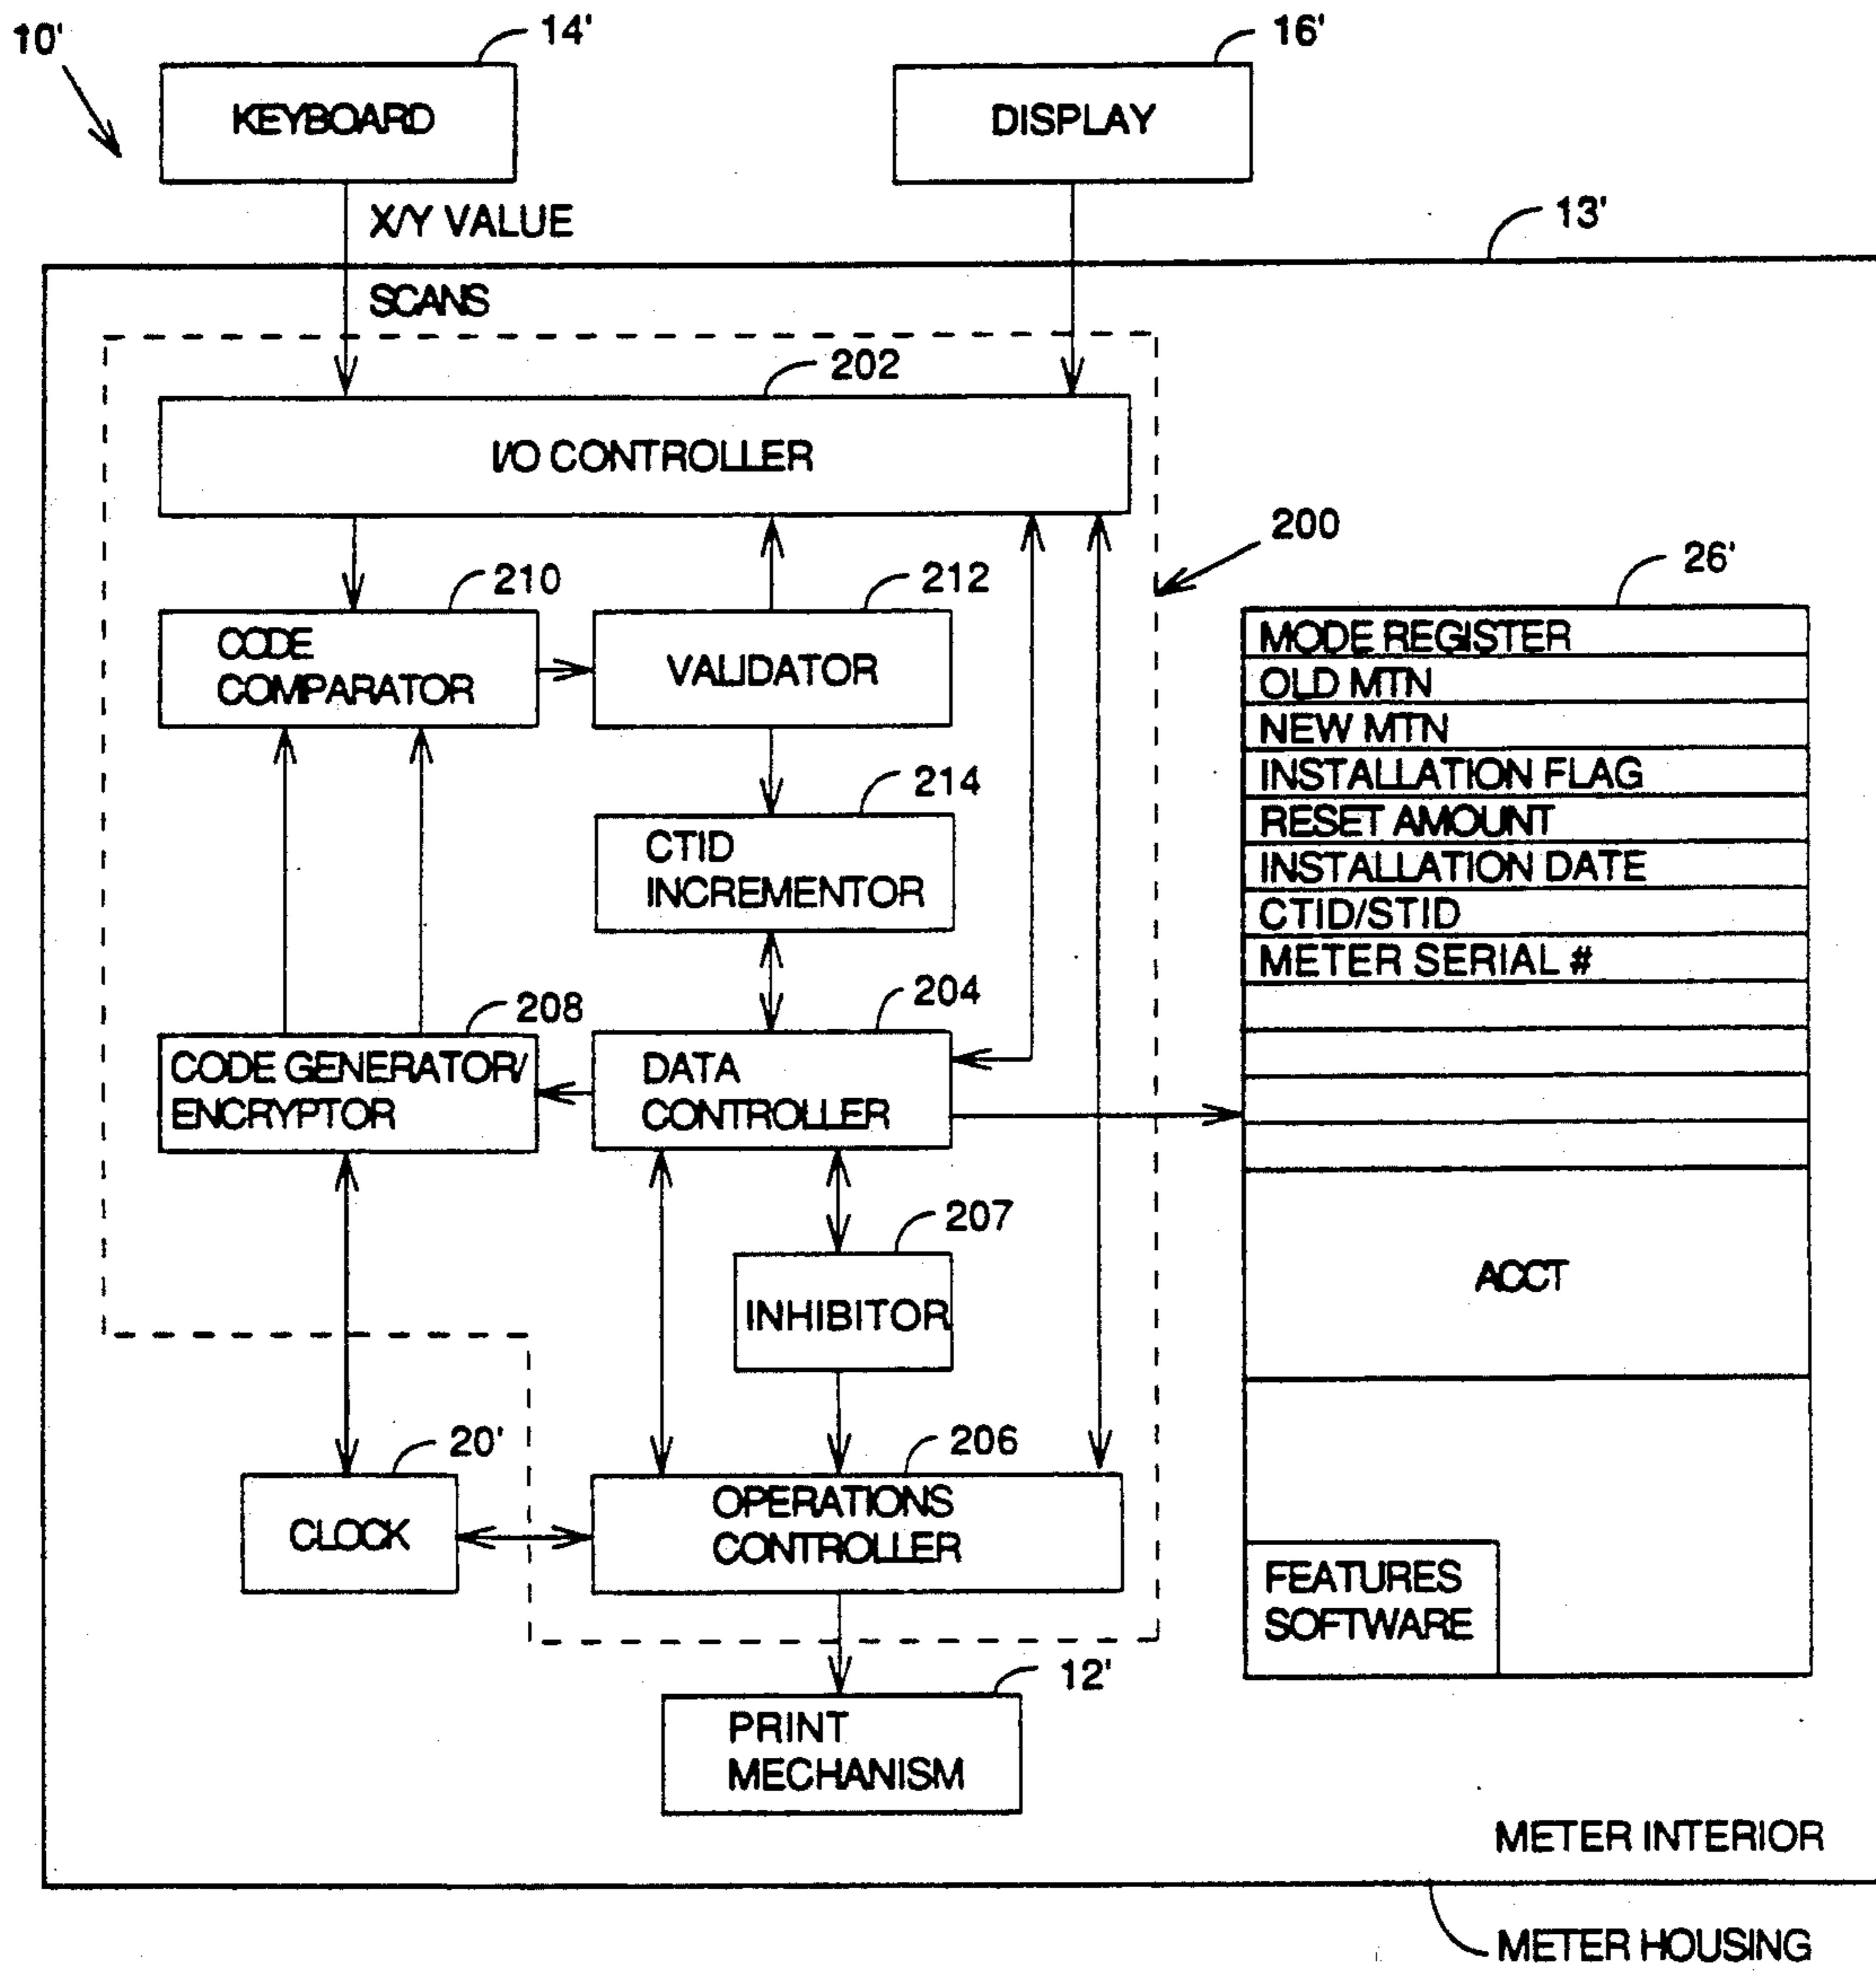 10'
14'
16'
KEYBOARD
DISPLAY
X/Y VALUE
13'
SCANS
202
I/O CONTROLLER
200
26'
210
212
CODE
COMPARATOR
VALIDATOR
MODE REGISTER
OLD MTN
NEW MTN
INSTALLATION FLAG
RESET AMOUNT
INSTALLATION DATE
CTID/STID
METER SERIAL #
214
CTID
INCREMENTOR
208
204
CODE GENERATOR/
ENCRYPTOR
DATA
CONTROLLER
207
INHIBITOR
ACCT
20'
206
CLOCK
OPERATIONS
CONTROLLER
FEATURES
SOFTWARE
12'
PRINT
MECHANISM
METER INTERIOR
METER HOUSING